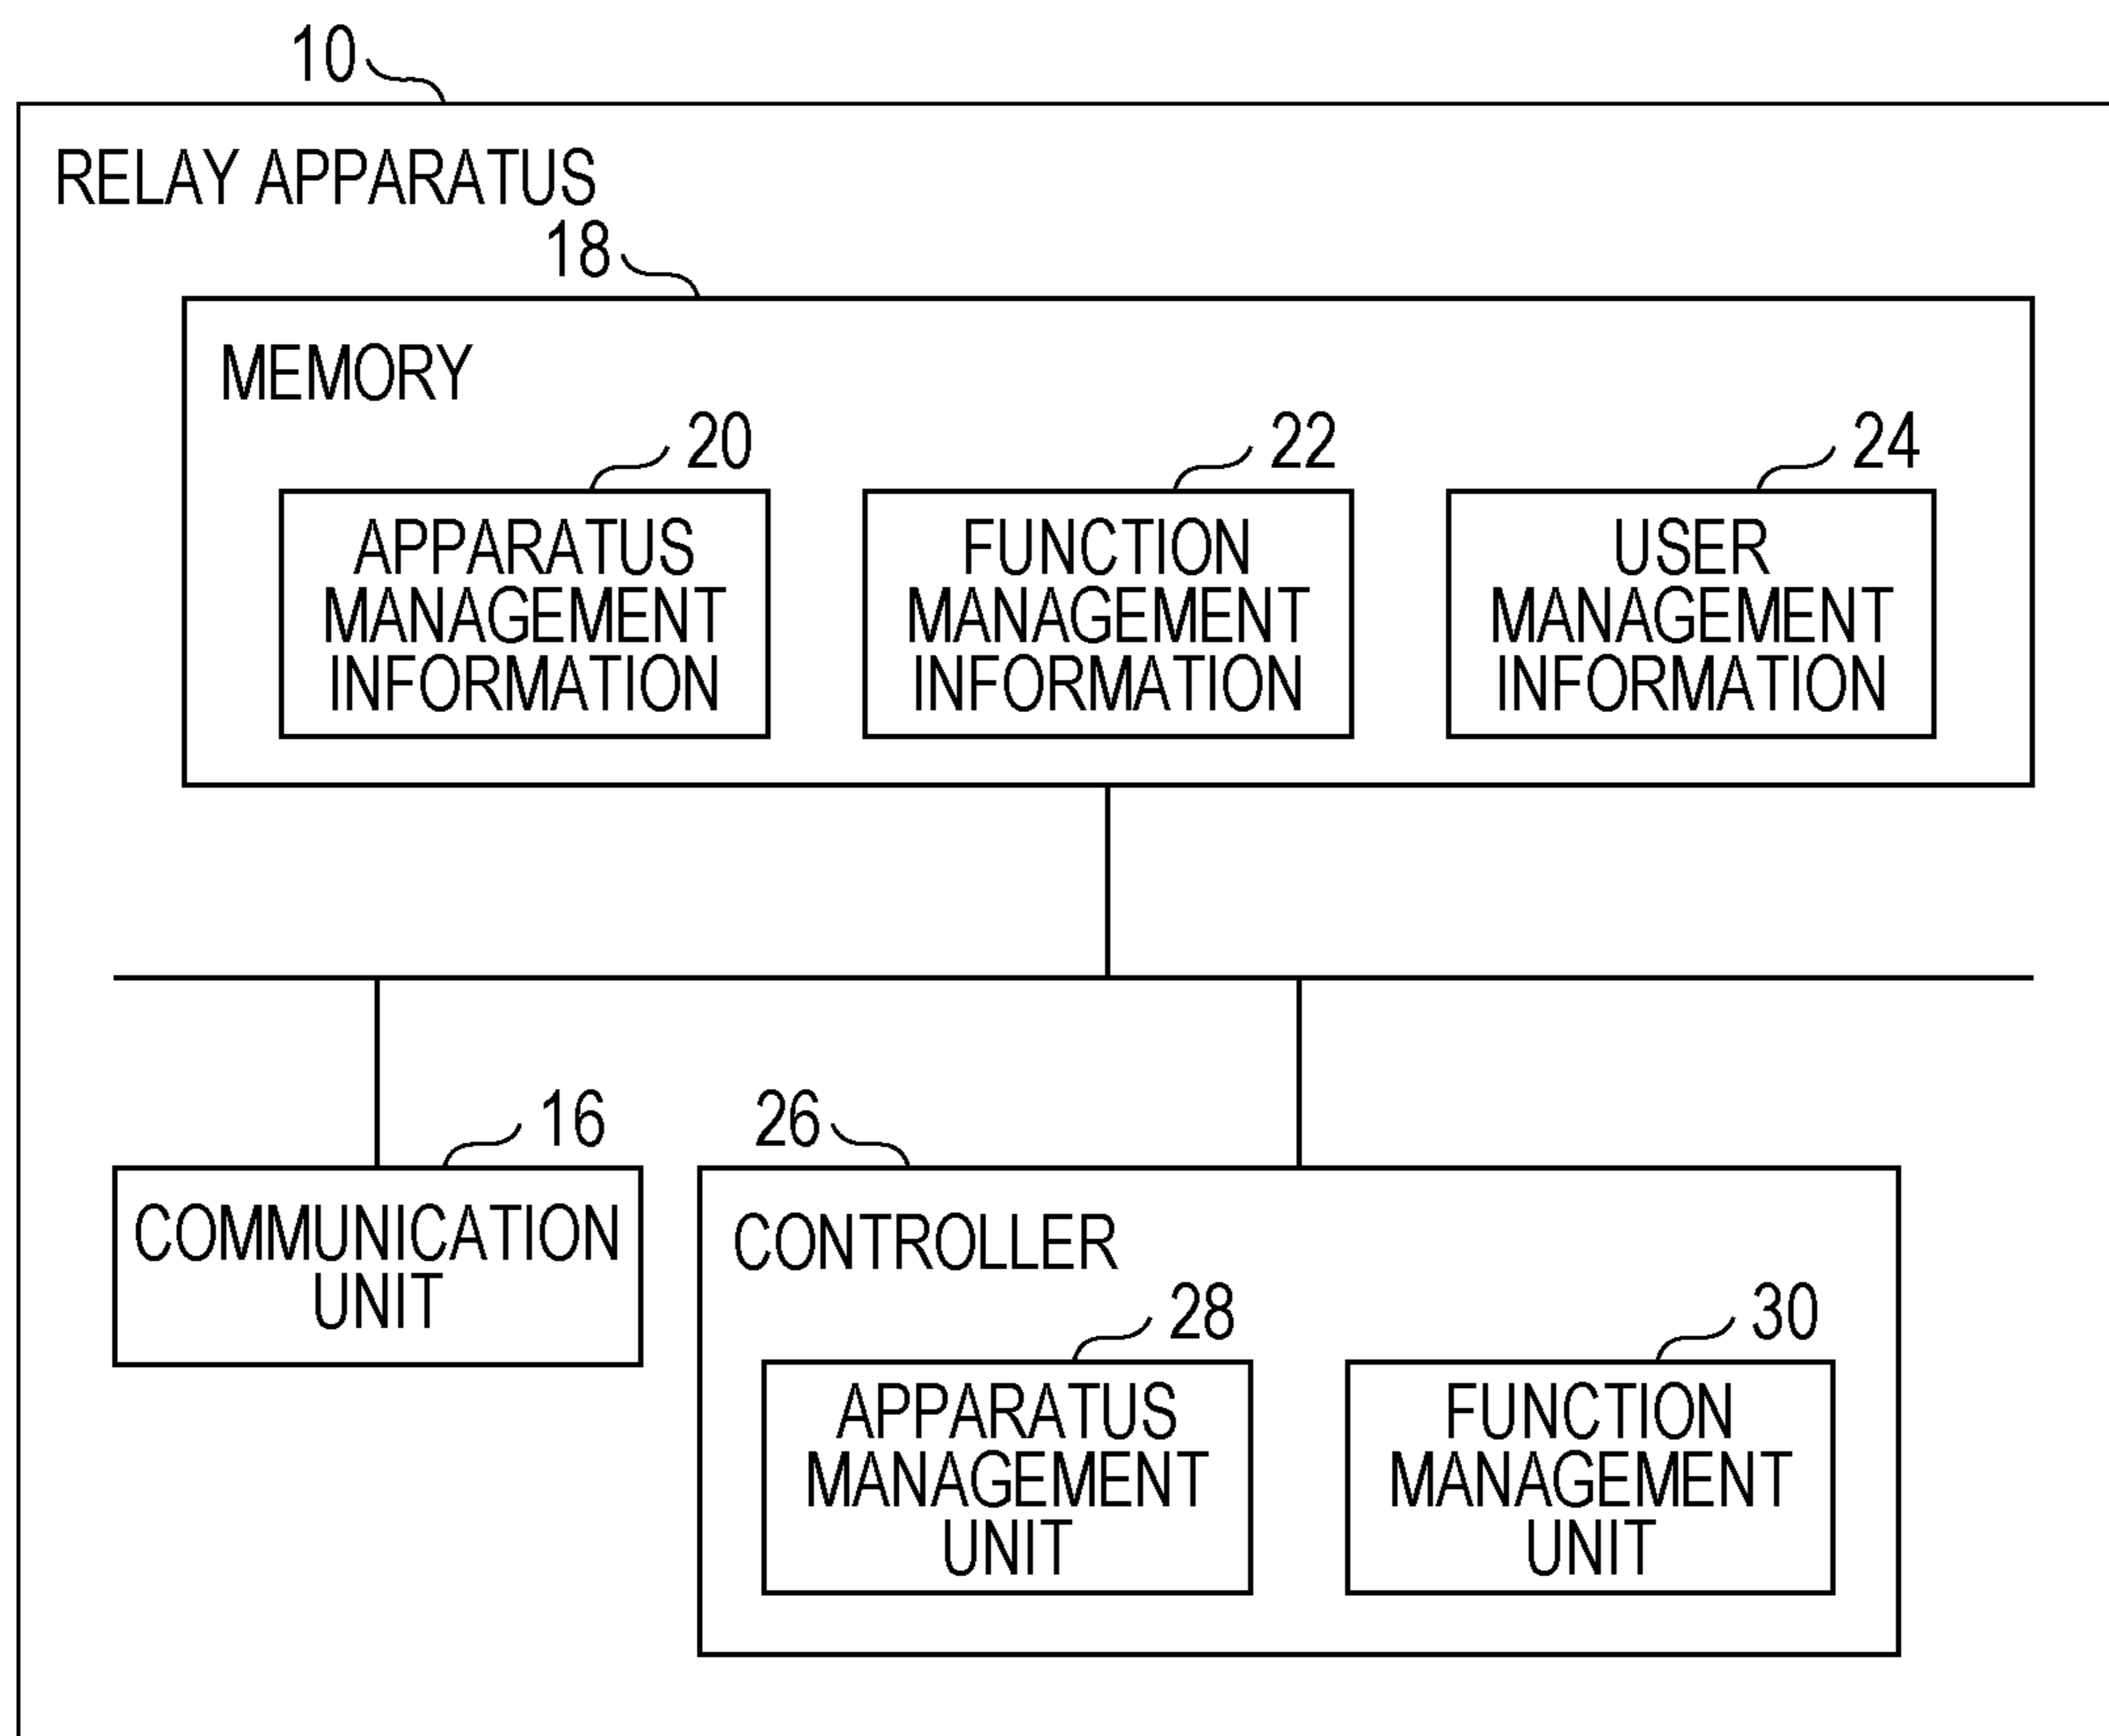 10
RELAY APPARATUS
18
MEMORY
20
22
24
APPARATUS
MANAGEMENT
INFORMATION
FUNCTION
MANAGEMENT
INFORMATION
USER
MANAGEMENT
INFORMATION
16
COMMUNICATION
UNIT
26
CONTROLLER
28
30
APPARATUS
MANAGEMENT
UNIT
FUNCTION
MANAGEMENT
UNIT